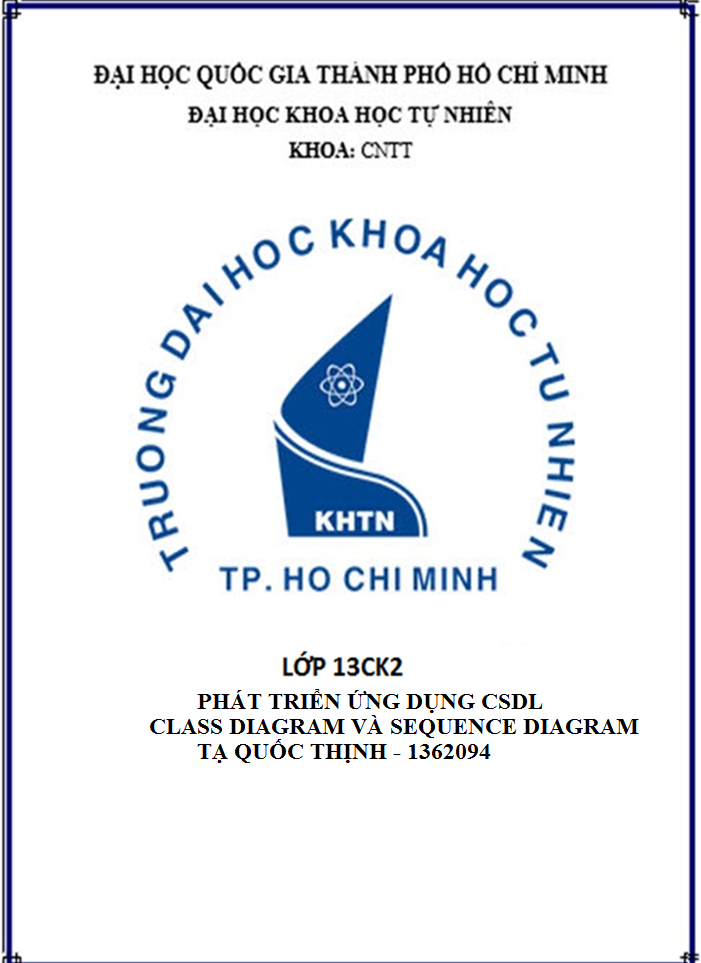 ĐẠI HỌC QUỐC GIA THÀNH PHỐ HỒ CHÍ MINH
ĐẠI HỌC KHOA HỌC TỰ NHIÊN
KHOA: CNTT
TRUONG DAI HOC KHOA HOC TU NHIEN
KHTN
TP. HO CHI MINH
LỚP 13CK2
PHÁT TRIỂN ỨNG DỤNG CSDL
CLASS DIAGRAM VÀ SEQUENCE DIAGRAM
TẠ QUỐC THỊNH - 1362094